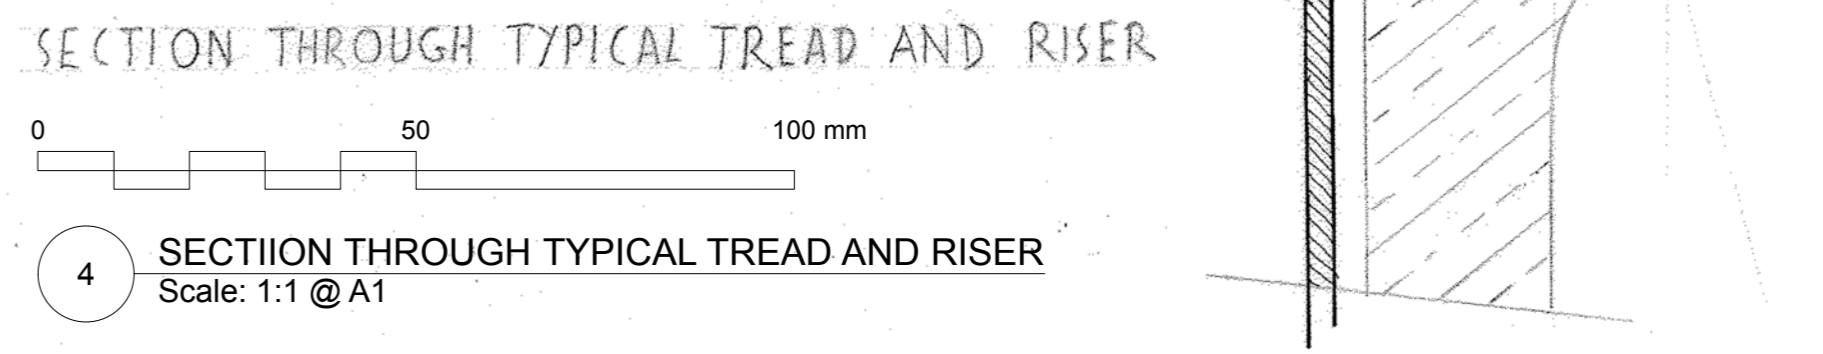 SECTION THROUGH TYPICAL TREAD AND RISER
0 50 100 mm
4 SECTIION THROUGH TYPICAL TREAD AND RISER
Scale: 1:1 @ A1